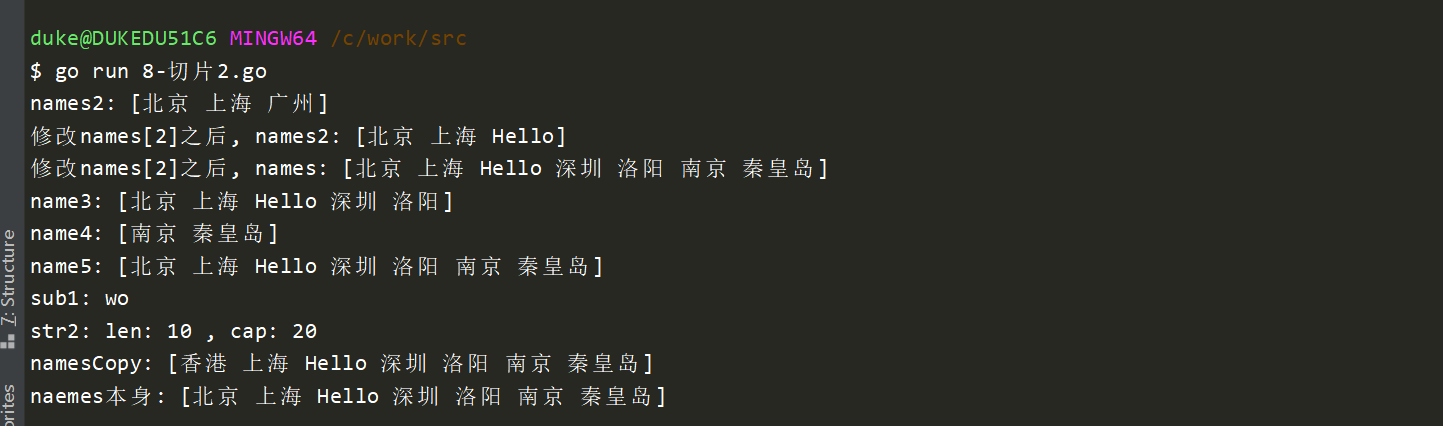 duke@DUKEDU51C6 MINGW64 /c/work/src
$ go run 8-切片2.go
names2: [北京 上海 广州]
修改names[2]之后, names2: [北京 上海 Hello]
修改names[2]之后, names: [北京 上海 Hello 深圳 洛阳 南京 秦皇岛]
name3: [北京 上海 Hello 深圳 洛阳]
name4: [南京 秦皇岛]
name5: [北京 上海 Hello 深圳 洛阳 南京 秦皇岛]
sub1: wo
str2: len: 10 , cap: 20
namesCopy: [香港 上海 Hello 深圳 洛阳 南京 秦皇岛]
naemes本身: [北京 上海 Hello 深圳 洛阳 南京 秦皇岛]
Z: Structure
orites